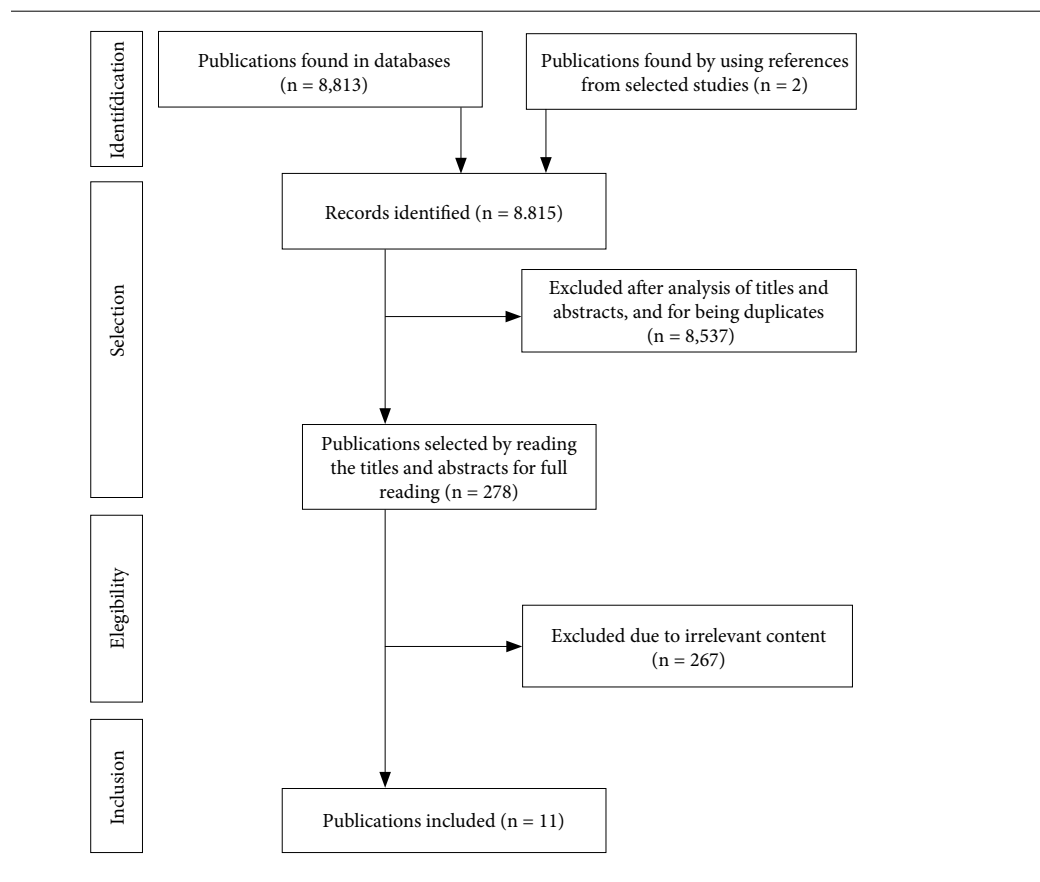 Identifdication
Publications found in databases
(n = 8,813)
Publications found by using references
from selected studies (n = 2)
Selection
Records identified (n = 8.815)
Excluded after analysis of titles and
abstracts, and for being duplicates
(n = 8,537)
Publications selected by reading
the titles and abstracts for full
reading (n = 278)
Elegibility
Excluded due to irrelevant content
(n = 267)
Inclusion
Publications included (n = 11)